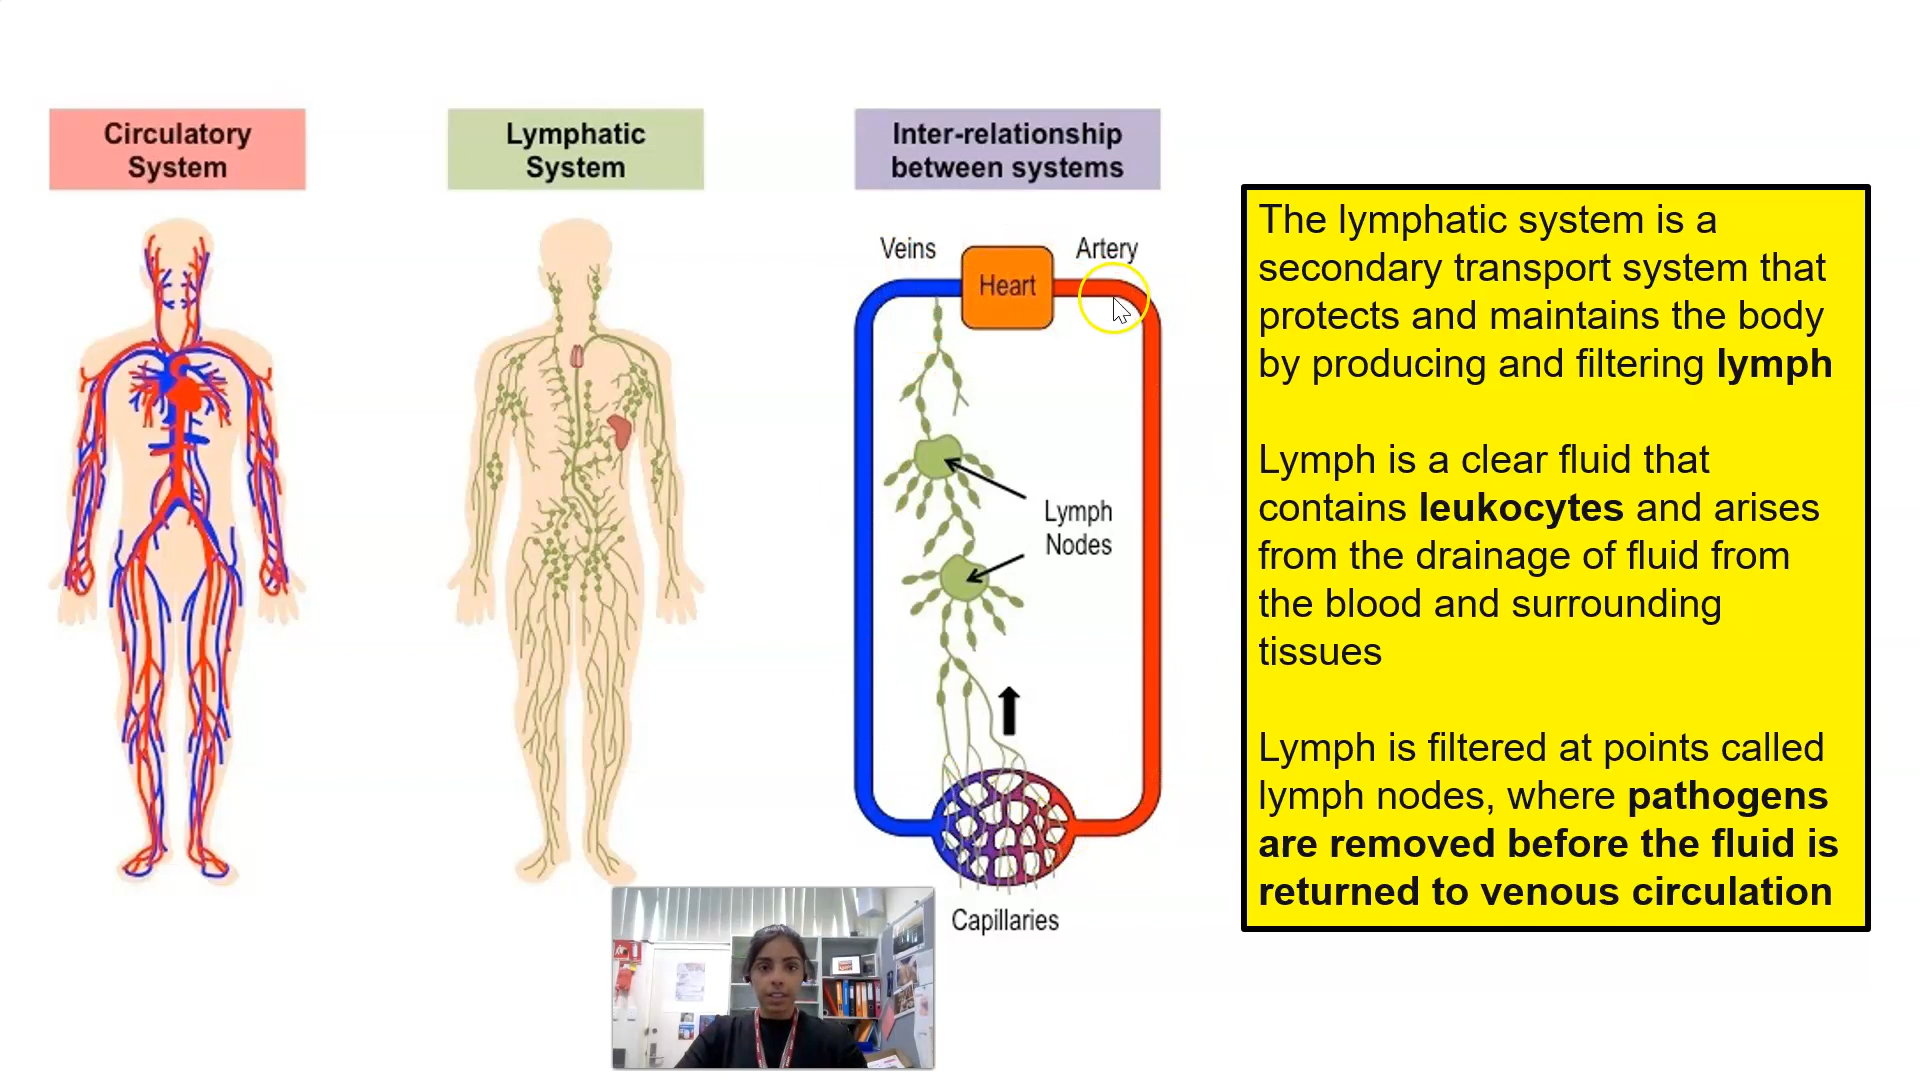 Circulatory
System
Lymphatic
System
Inter-relationship
between systems
Veins
Heart
Artery
Lymph
Nodes
Capillaries
The lymphatic system is a
secondary transport system that
protects and maintains the body
by producing and filtering lymph
Lymph is a clear fluid that
contains leukocytes and arises
from the drainage of fluid from
the blood and surrounding
tissues
Lymph is filtered at points called
lymph nodes, where pathogens
are removed before the fluid is
returned to venous circulation